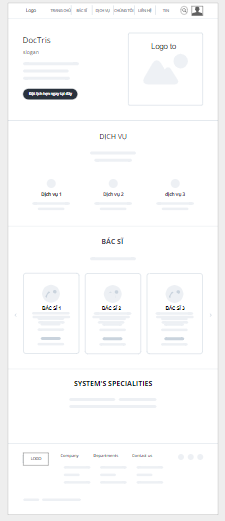 Logo TRANG CHỦ BÁC SĨ DỊCH VỤ CHÚNG TÔI LIÊN HỆ TIN
DocTris
slogan
Đặt lịch hẹn ngay tại đây
Logo to
DỊCH VỤ
Dịch vụ 1 Dịch vụ 2 dịch vụ 3
BÁC SĨ
BÁC SĨ 1 BÁC SĨ 2 BÁC SĨ 3
SYSTEM'S SPECIALITIES
LOGO Company Departments Contact us